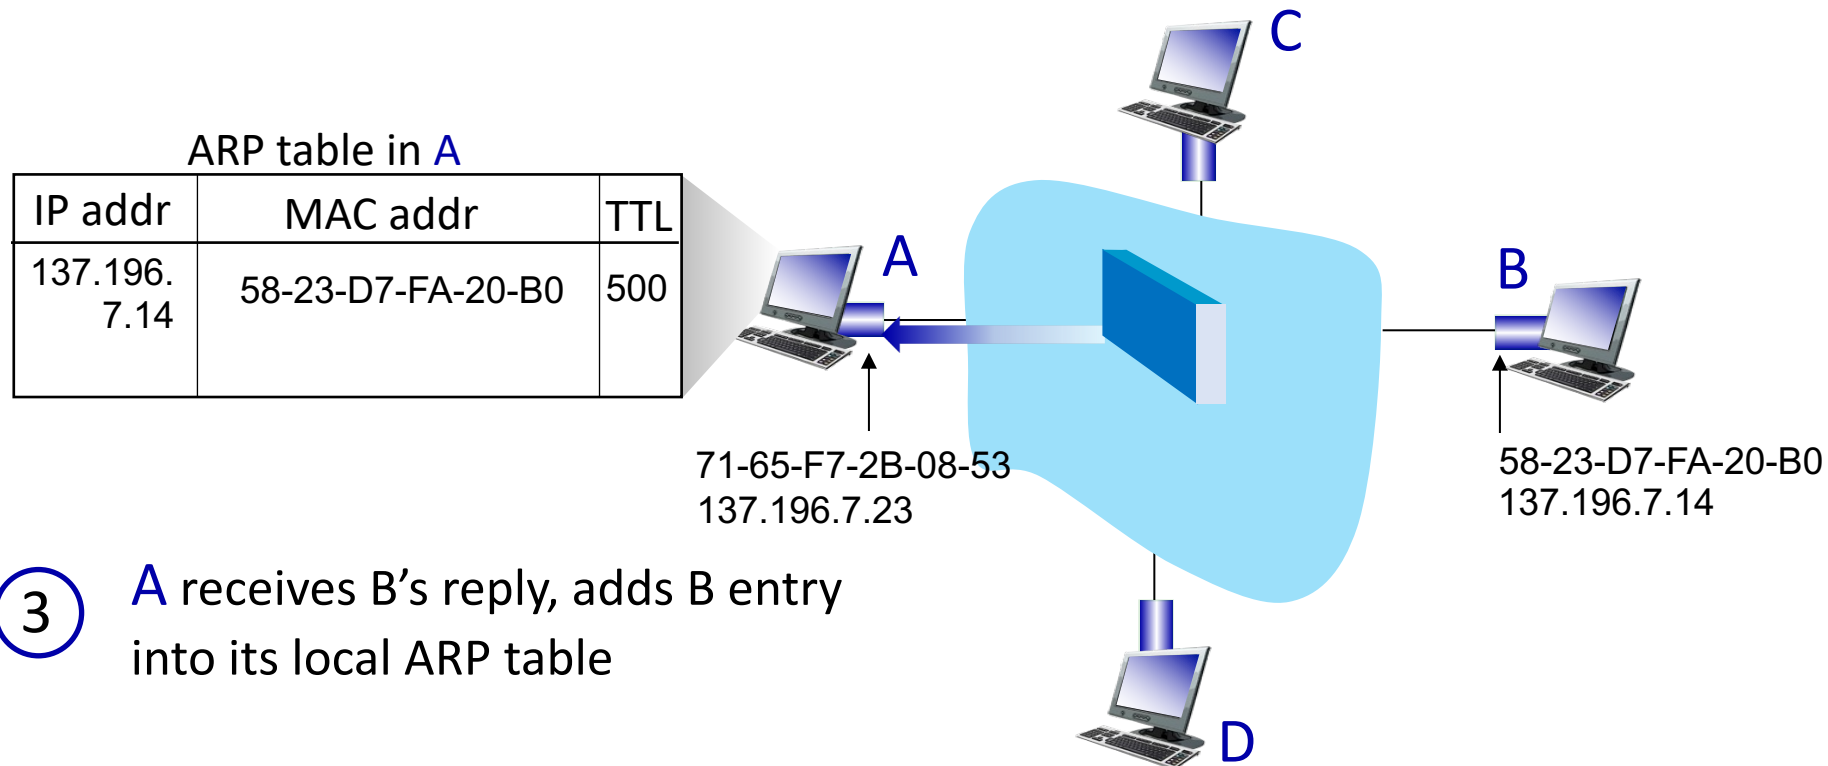 C
ARP table in A
IP addr MAC addr TTL
137.196.
7.14
58-23-D7-FA-20-B0 500
A
B
71-65-F7-2B-08-53
137.196.7.23
58-23-D7-FA-20-B0
137.196.7.14
3
A receives B’s reply, adds B entry
into its local ARP table
D